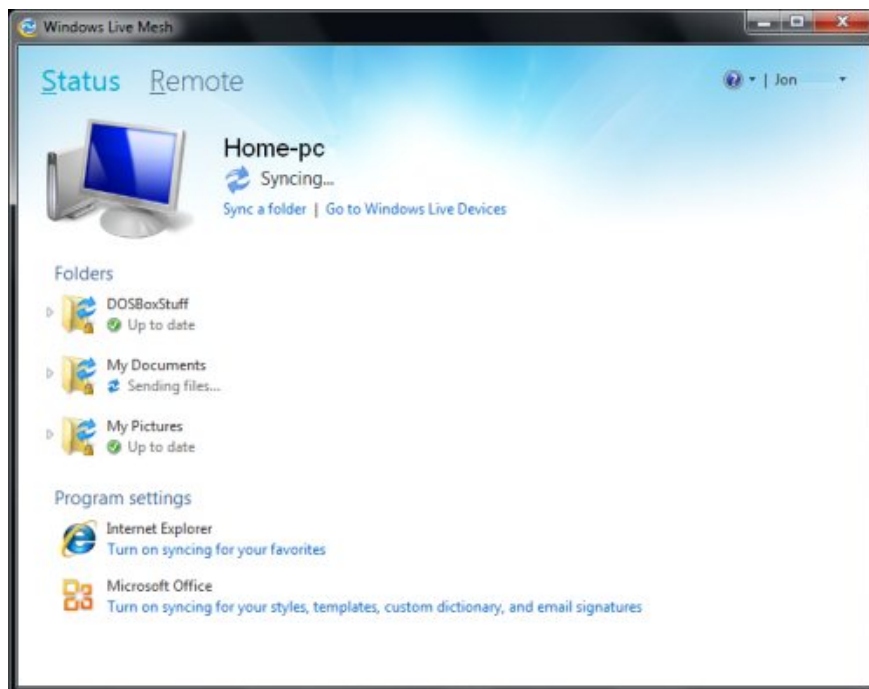 Windows Live Mesh
Status Remote
| Jon
Home-pc
Syncing...
Sync a folder | Go to Windows Live Devices
Folders
DOSBoxStuff
Up to date
My Documents
Sending files...
My Pictures
Up to date
Program settings
Internet Explorer
Turn on syncing for your favorites
Microsoft Office
Turn on syncing for your styles, templates, custom dictionary, and email signatures